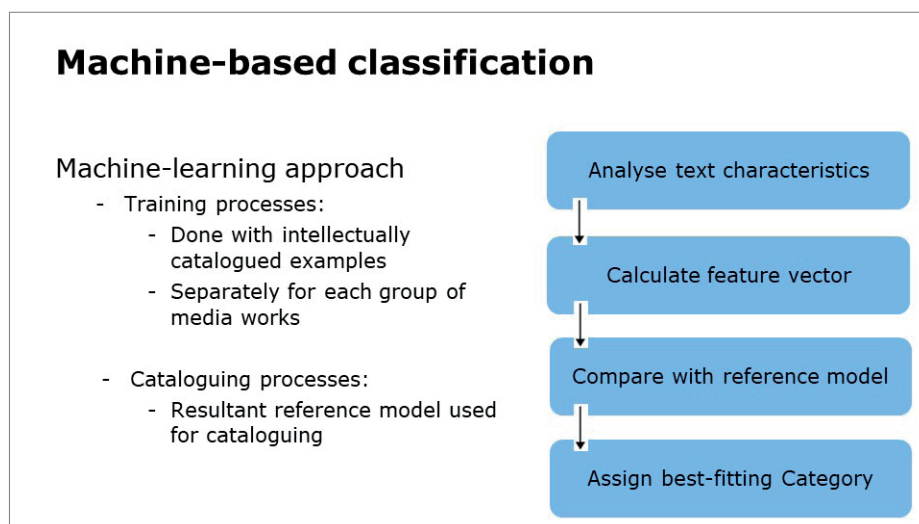 Machine-based classification
Machine-learning approach
- Training processes:
- Done with intellectually
catalogued examples
- Separately for each group of
media works
- Cataloguing processes:
- Resultant reference model used
for cataloguing
Analyse text characteristics
Calculate feature vector
Compare with reference model
Assign best-fitting Category